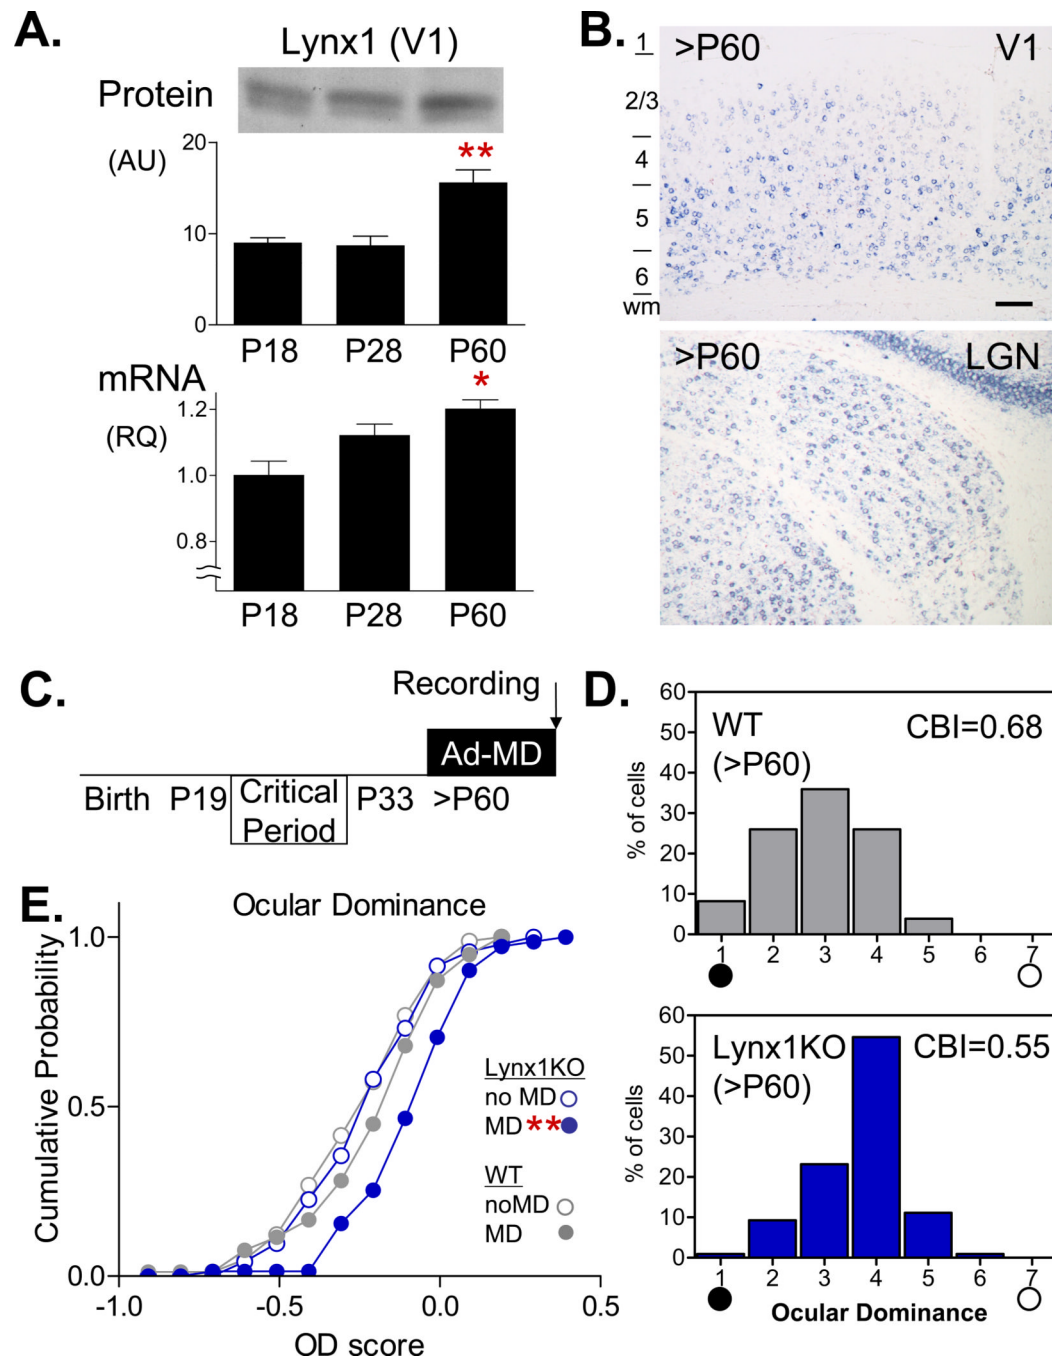 A.
Lynx1 (V1)
Protein
(AU)
20
10
0
**
P18 P28 P60
mRNA
(RQ)
1.2
1.0
0.8
*
P18 P28 P60
B.
>P60 V1
1
2/3
4
5
6
wm
>P60 LGN
C.
Recording
Ad-MD
Birth P19 Critical Period P33 >P60
D.
60
50
40
30
20
10
0
% of cells
WT
(>P60)
CBI=0.68
1 2 3 4 5 6 7
60
50
40
30
20
10
0
% of cells
Lynx1KO
(>P60)
CBI=0.55
1 2 3 4 5 6 7
Ocular Dominance
E.
Ocular Dominance
Cumulative Probability
1.0
0.5
0.0
Lynx1KO
no MD
MD **
WT
noMD
MD
-1.0 -0.5 0.0 0.5
OD score